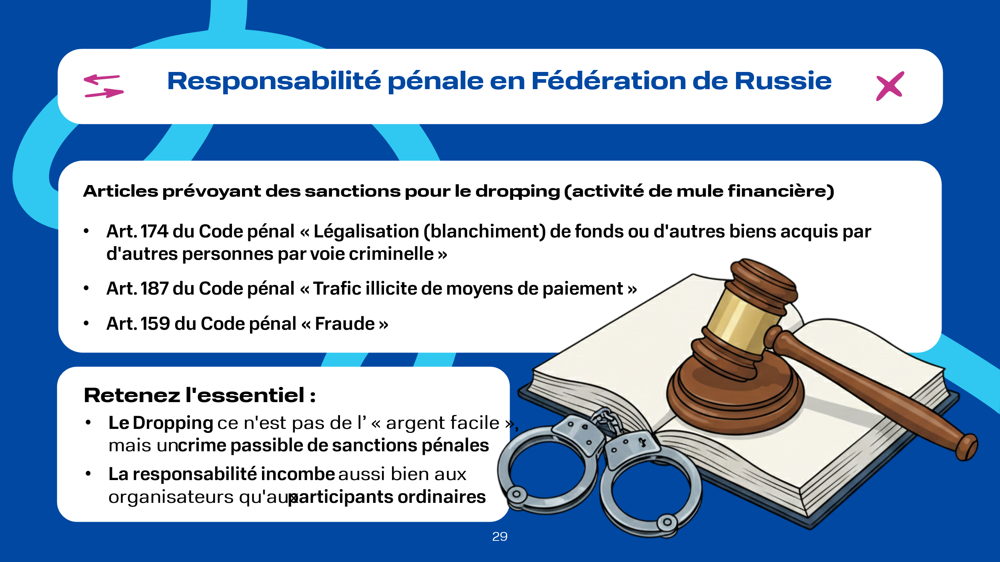 Responsabilité pénale en Fédération de Russie
Articles prévoyant des sanctions pour le dropping (activité de mule financière)
• Art. 174 du Code pénal « Légalisation (blanchiment) de fonds ou d'autres biens acquis par
d'autres personnes par voie criminelle »
• Art. 187 du Code pénal « Trafic illicite de moyens de paiement »
• Art. 159 du Code pénal « Fraude »
Retenez l'essentiel :
• Le Dropping ce n'est pas de l’ « argent facile »,
mais un crime passible de sanctions pénales
• La responsabilité incombe aussi bien aux
organisateurs qu'aux participants ordinaires
29